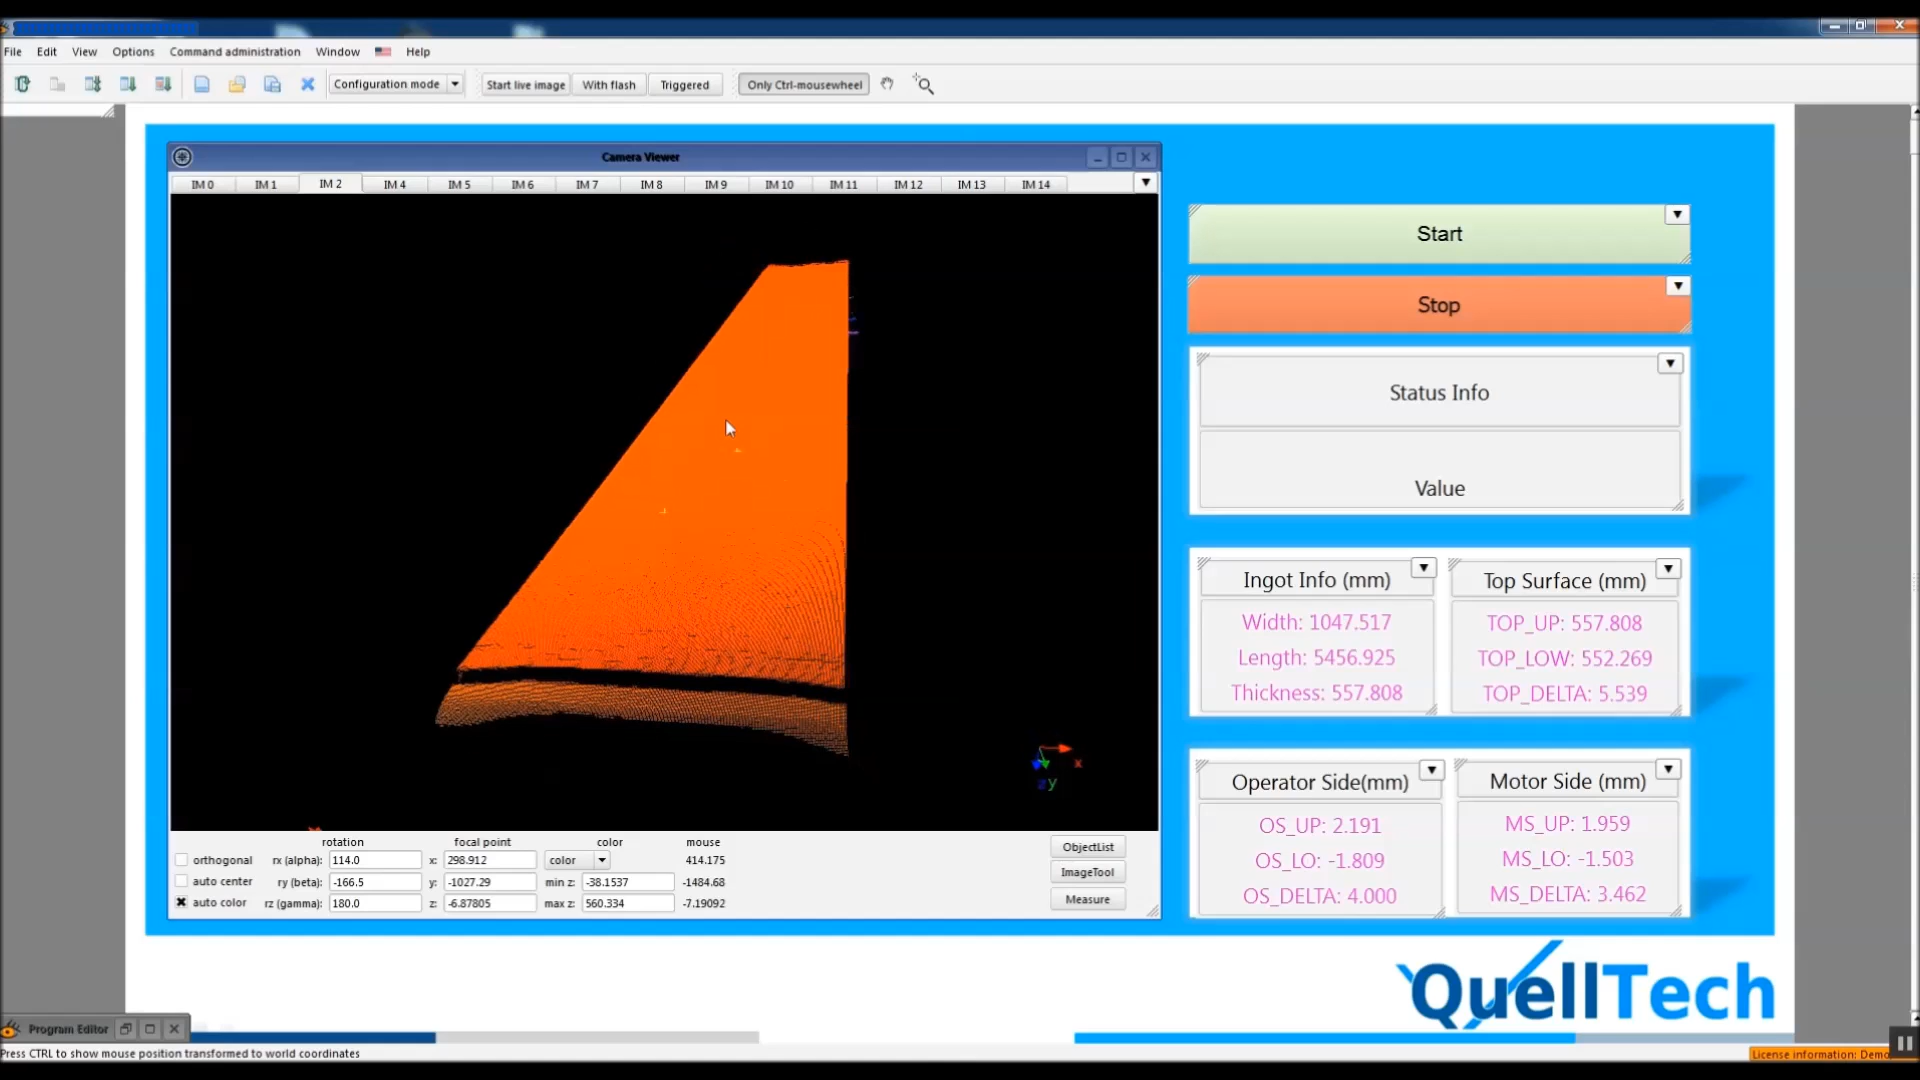 File Edit View Options Command administration Window Help
Configuration mode Start live image With flash Triggered Only Ctrl-mousewheel
Camera Viewer
IM 0 IM 1 IM 2 IM 4 IM 5 IM 6 IM 7 IM 8 IM 9 IM 10 IM 11 IM 12 IM 13 IM 14
x
zy
rotation focal point color mouse
orthogonal rx (alpha): 114.0 x: 298.912 color 414.175
auto center ry (beta): -166.5 y: -1027.29 min z: -38.1537 -1484.68
auto color rz (gamma): 180.0 z: -6.87805 max z: 560.334 -7.19092
ObjectList
ImageTool
Measure
Start
Stop
Status Info
Value
Ingot Info (mm)
Width: 1047.517
Length: 5456.925
Thickness: 557.808
Top Surface (mm)
TOP_UP: 557.808
TOP_LOW: 552.269
TOP_DELTA: 5.539
Operator Side(mm)
OS_UP: 2.191
OS_LO: -1.809
OS_DELTA: 4.000
Motor Side (mm)
MS_UP: 1.959
MS_LO: -1.503
MS_DELTA: 3.462
QuellTech
Program Editor
Press CTRL to show mouse position transformed to world coordinates
License information: Demo